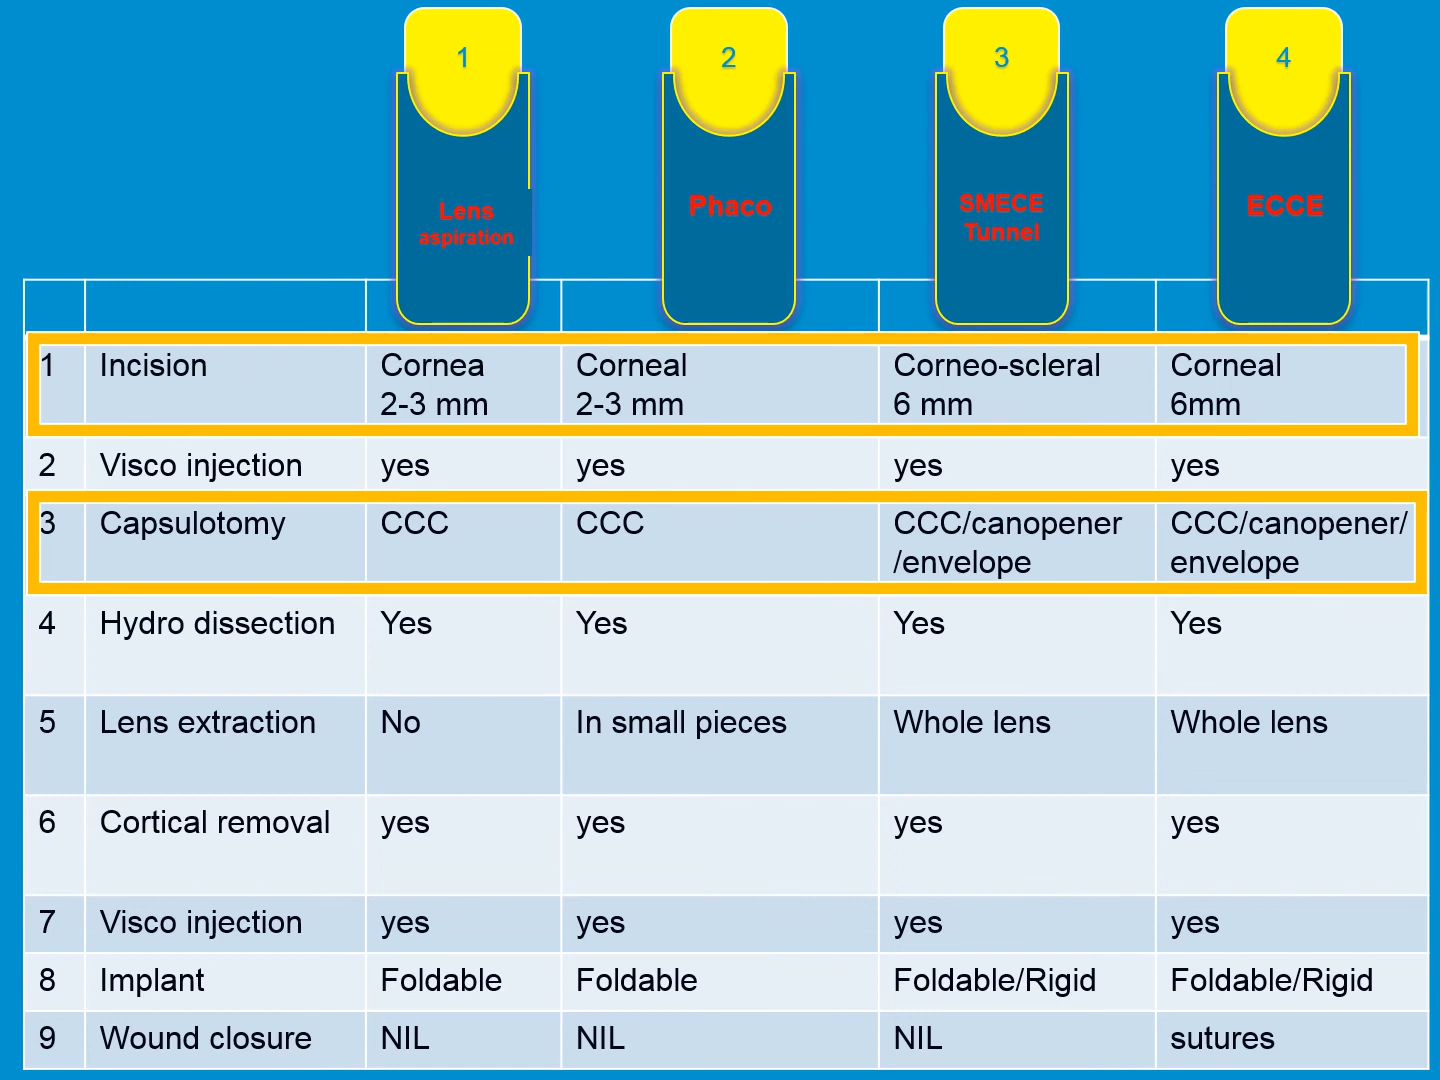 1
2
3
4
Lens
aspiration
Phaco
SMECE
Tunnel
ECCE
1 Incision Cornea 2-3 mm Corneal 2-3 mm Corneo-scleral 6 mm Corneal 6mm
2 Visco injection yes yes yes yes
3 Capsulotomy CCC CCC CCC/canopener /envelope CCC/canopener/ envelope
4 Hydro dissection Yes Yes Yes Yes
5 Lens extraction No In small pieces Whole lens Whole lens
6 Cortical removal yes yes yes yes
7 Visco injection yes yes yes yes
8 Implant Foldable Foldable Foldable/Rigid Foldable/Rigid
9 Wound closure NIL NIL NIL sutures